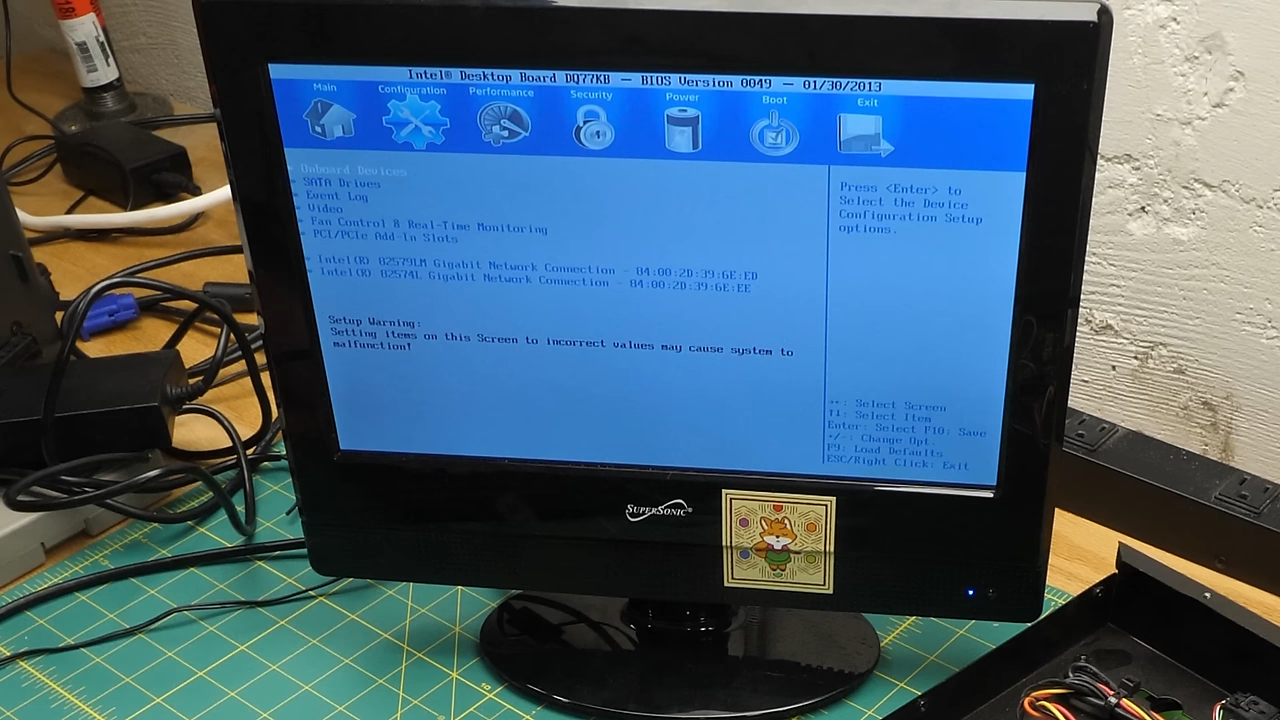 Intel® Desktop Board DQ77KB — BIOS Version 0049 — 01/30/2013
Main Configuration Performance Security Power Boot Exit
Onboard Devices
SATA Drives
Event Log
Video
Fan Control & Real-Time Monitoring
PCI/PCIe Add-In Slots
Intel(R) 82579LM Gigabit Network Connection - 84:00:2D:39:6E:ED
Intel(R) 82574L Gigabit Network Connection - 84:00:2D:39:6E:EE
Setup Warning:
Setting items on this Screen to incorrect values may cause system to
malfunction!
Press <Enter> to
Select the Device
Configuration Setup
options.
→←: Select Screen
↑↓: Select Item
Enter: Select F10: Save
+/-: Change Opt.
F9: Load Defaults
ESC/Right Click: Exit
SUPERSONIC®